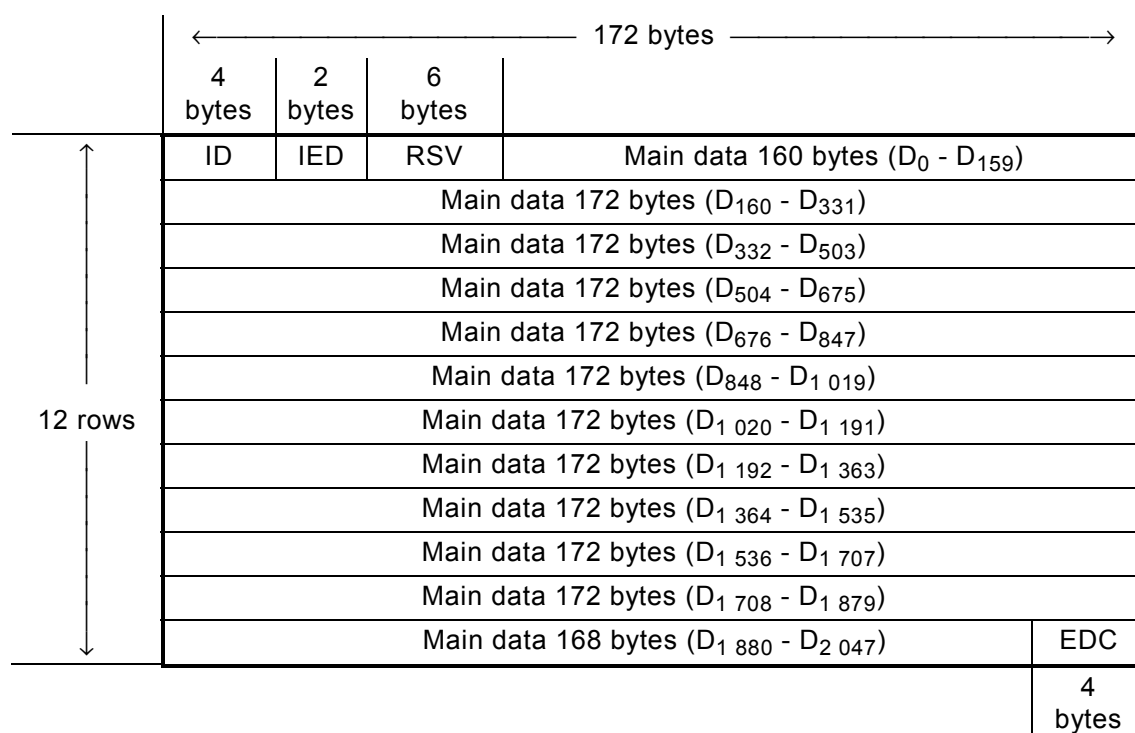 ← 172 bytes →
4 2 6
bytes bytes bytes
↑ ID IED RSV Main data 160 bytes (D0 - D159)
Main data 172 bytes (D160 - D331)
Main data 172 bytes (D332 - D503)
Main data 172 bytes (D504 - D675)
Main data 172 bytes (D676 - D847)
Main data 172 bytes (D848 - D1 019)
12 rows Main data 172 bytes (D1 020 - D1 191)
Main data 172 bytes (D1 192 - D1 363)
Main data 172 bytes (D1 364 - D1 535)
Main data 172 bytes (D1 536 - D1 707)
Main data 172 bytes (D1 708 - D1 879)
↓ Main data 168 bytes (D1 880 - D2 047) EDC
4
bytes